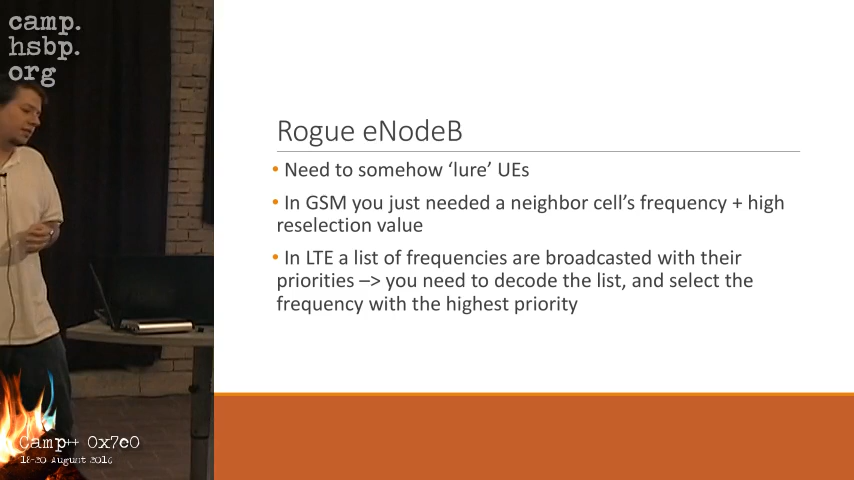 camp.
hsbp.
org
Rogue eNodeB
• Need to somehow ‘lure’ UEs
• In GSM you just needed a neighbor cell’s frequency + high
reselection value
• In LTE a list of frequencies are broadcasted with their
priorities –> you need to decode the list, and select the
frequency with the highest priority
Camp++ 0x7e0
18-20 August 2016